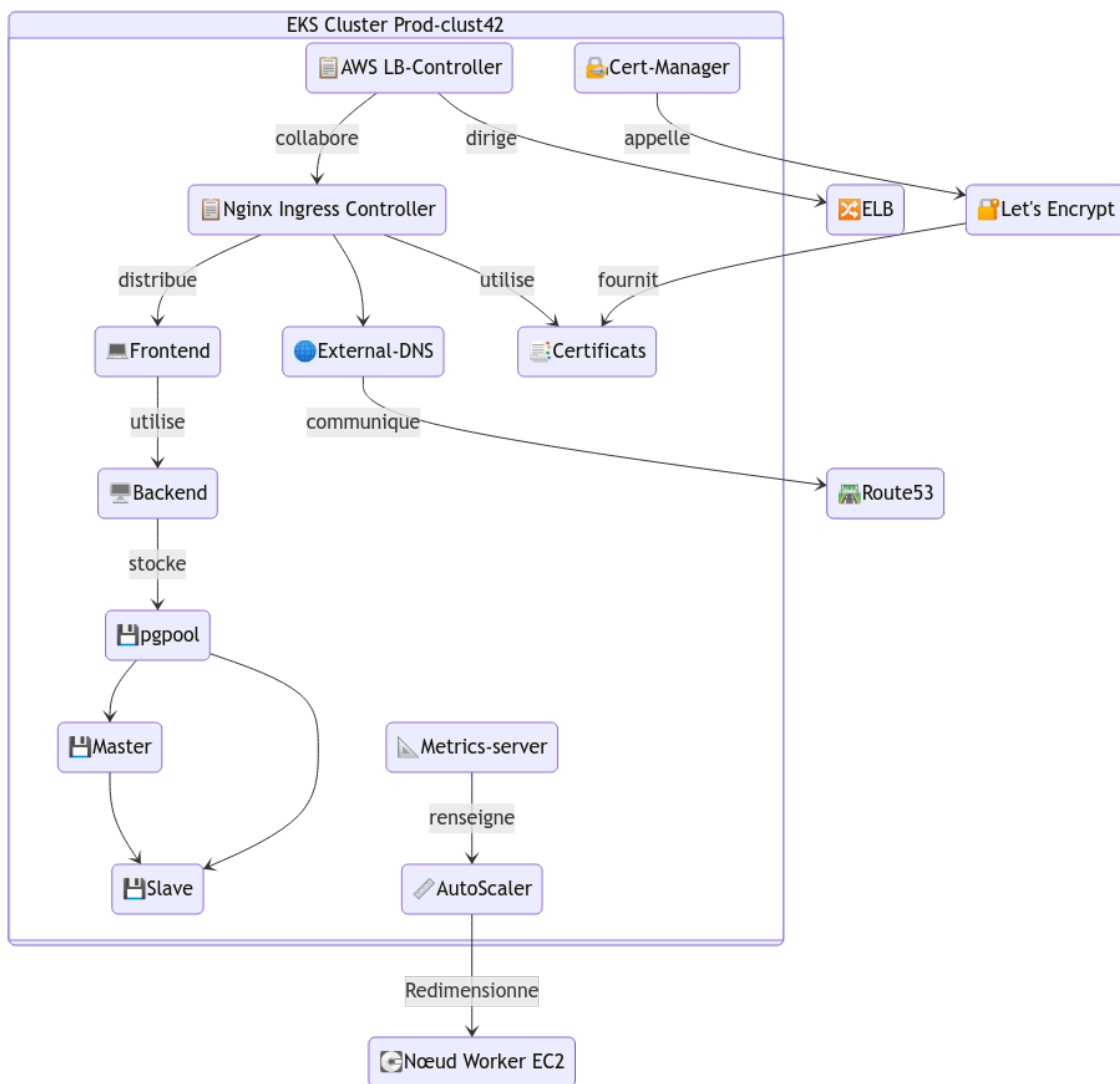 EKS Cluster Prod-clust42
AWS LB-Controller
Cert-Manager
collabore
dirige
appelle
Nginx Ingress Controller
ELB
Let's Encrypt
distribue
utilise
fournit
Frontend
External-DNS
Certificats
utilise
communique
Backend
Route53
stocke
pgpool
Master
Metrics-server
renseigne
Slave
AutoScaler
Redimensionne
Nœud Worker EC2